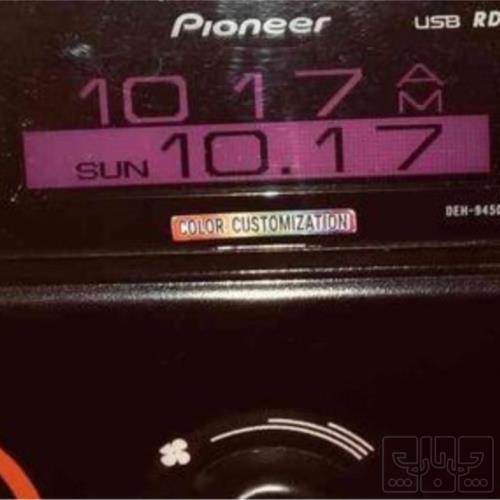 Pioneer
USB RD
10 17 AM
SUN 10.17
DEH-9450
COLOR CUSTOMIZATION